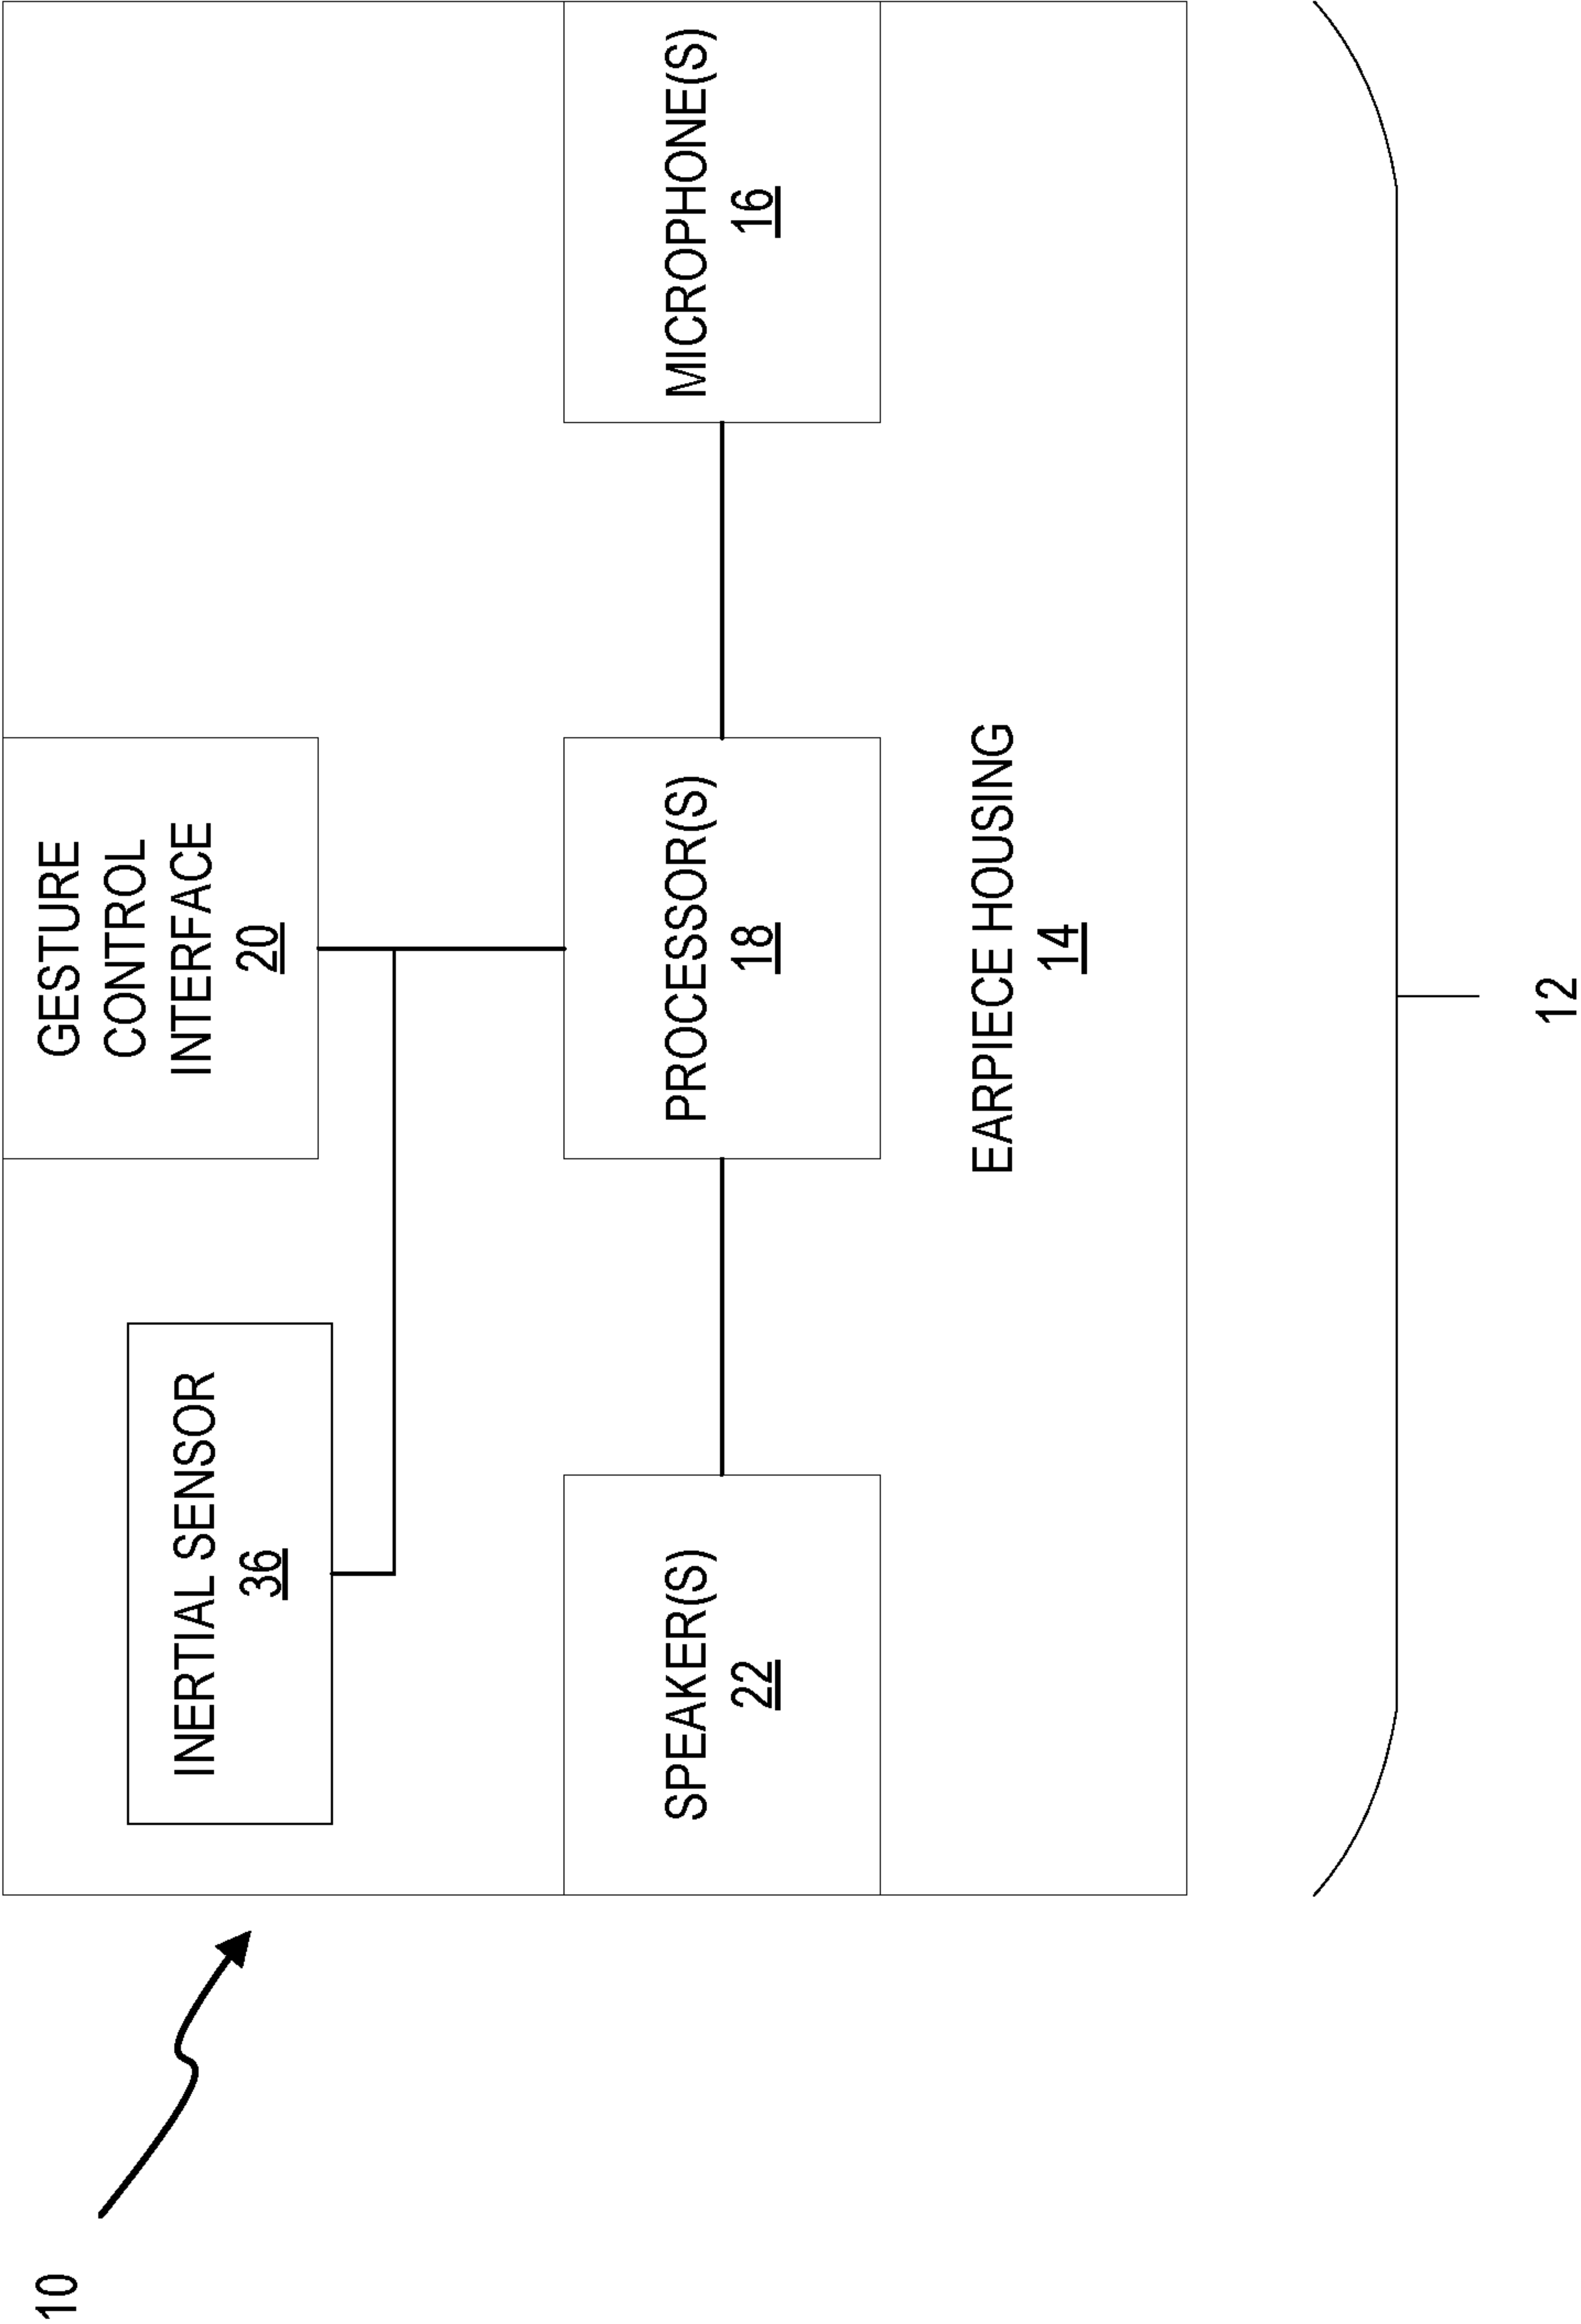 10
INERTIAL SENSOR
36
GESTURE
CONTROL
INTERFACE
20
SPEAKER(S)
22
PROCESSOR(S)
18
MICROPHONE(S)
16
EARPIECE HOUSING
14
12